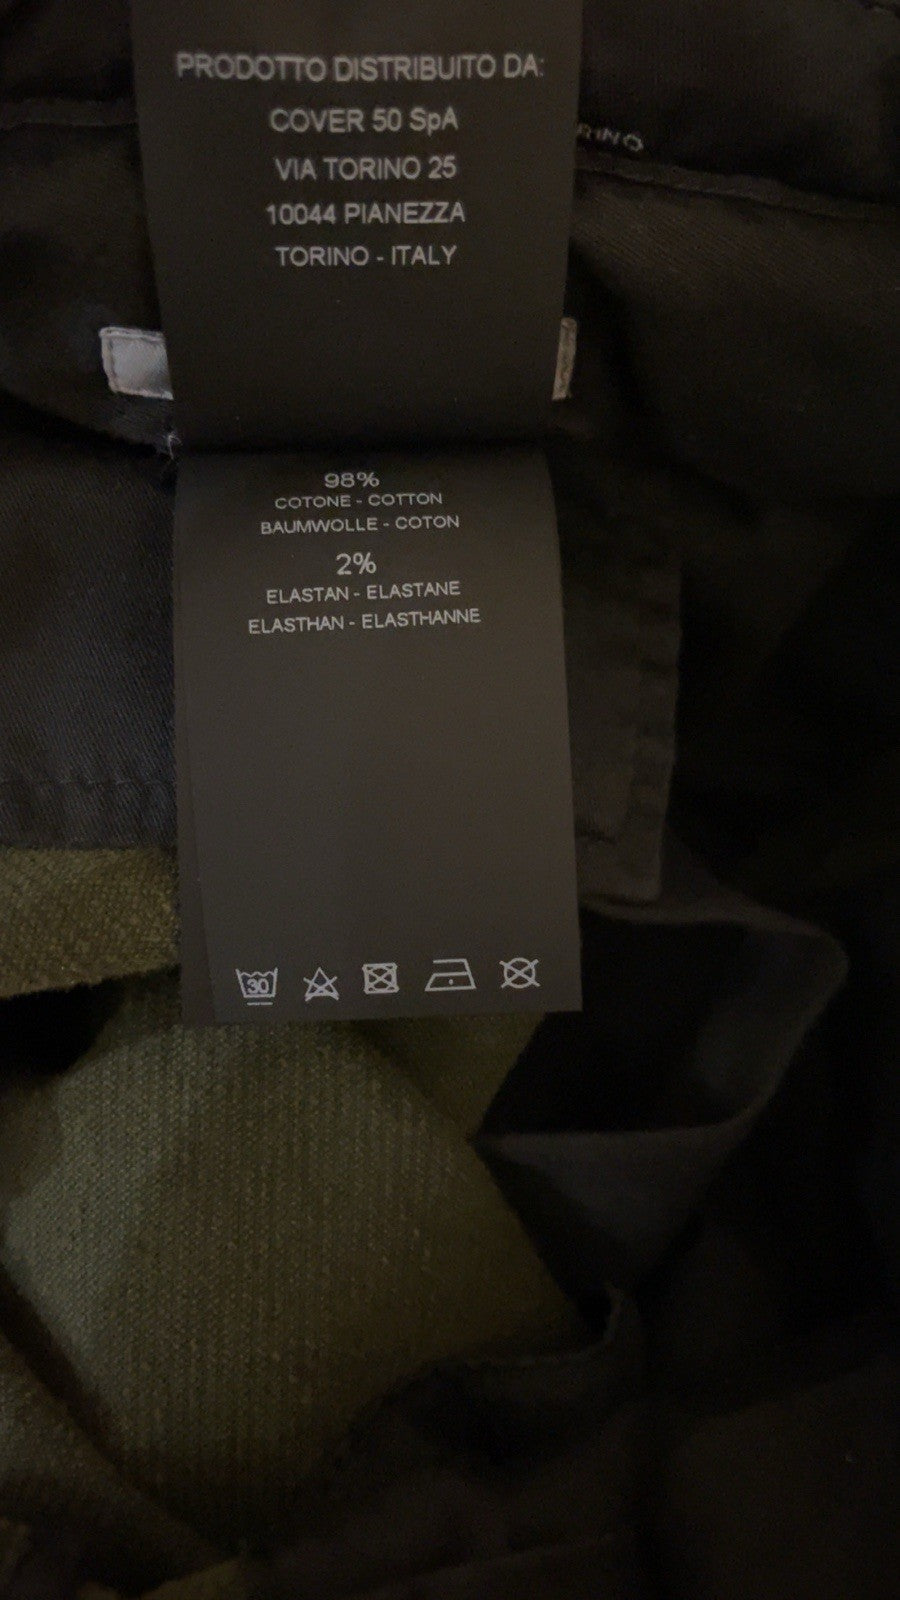 PRODOTTO DISTRIBUITO DA:
COVER 50 SpA
VIA TORINO 25
10044 PIANEZZA
TORINO - ITALY
98%
COTONE - COTTON
BAUMWOLLE - COTON
2%
ELASTAN - ELASTANE
ELASTHAN - ELASTHANNE
30